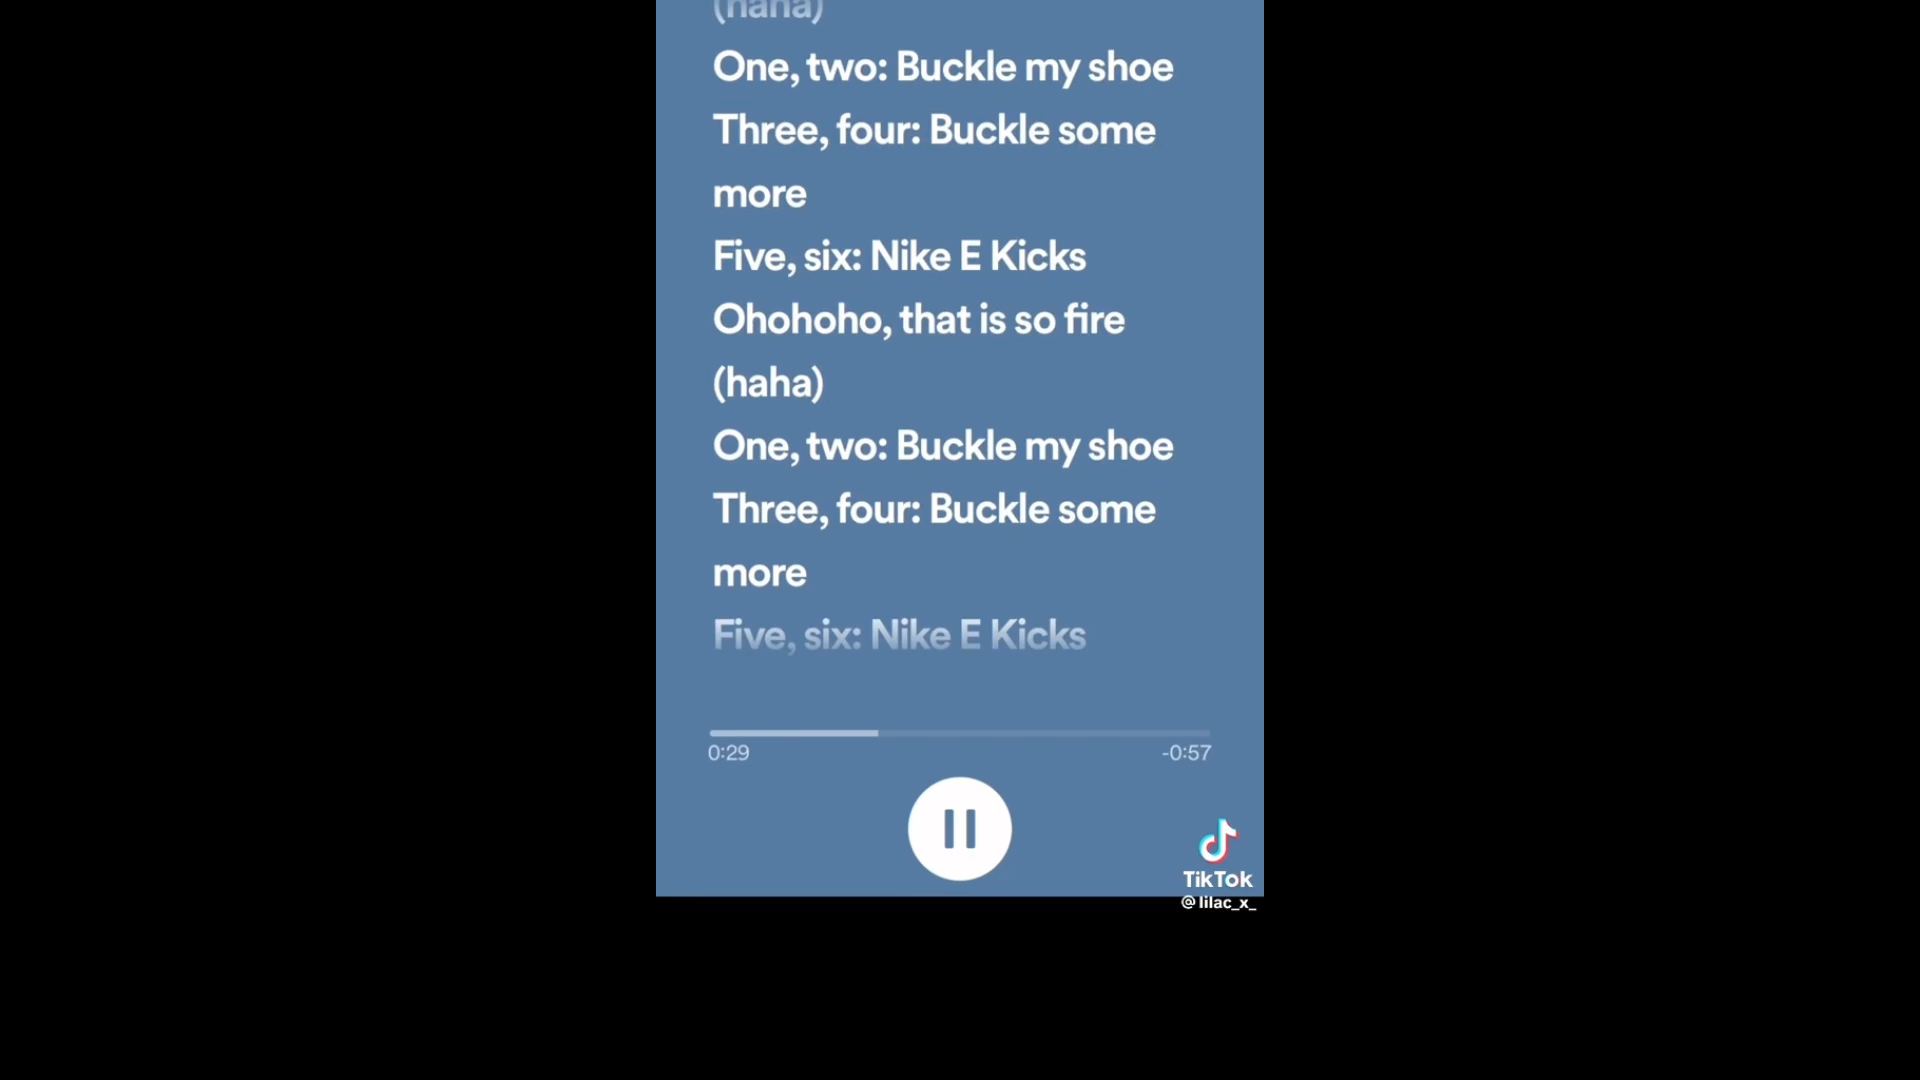 (haha)
One, two: Buckle my shoe
Three, four: Buckle some
more
Five, six: Nike E Kicks
Ohohoho, that is so fire
(haha)
One, two: Buckle my shoe
Three, four: Buckle some
more
Five, six: Nike E Kicks
0:29
-0:57
TikTok
@lilac_x_